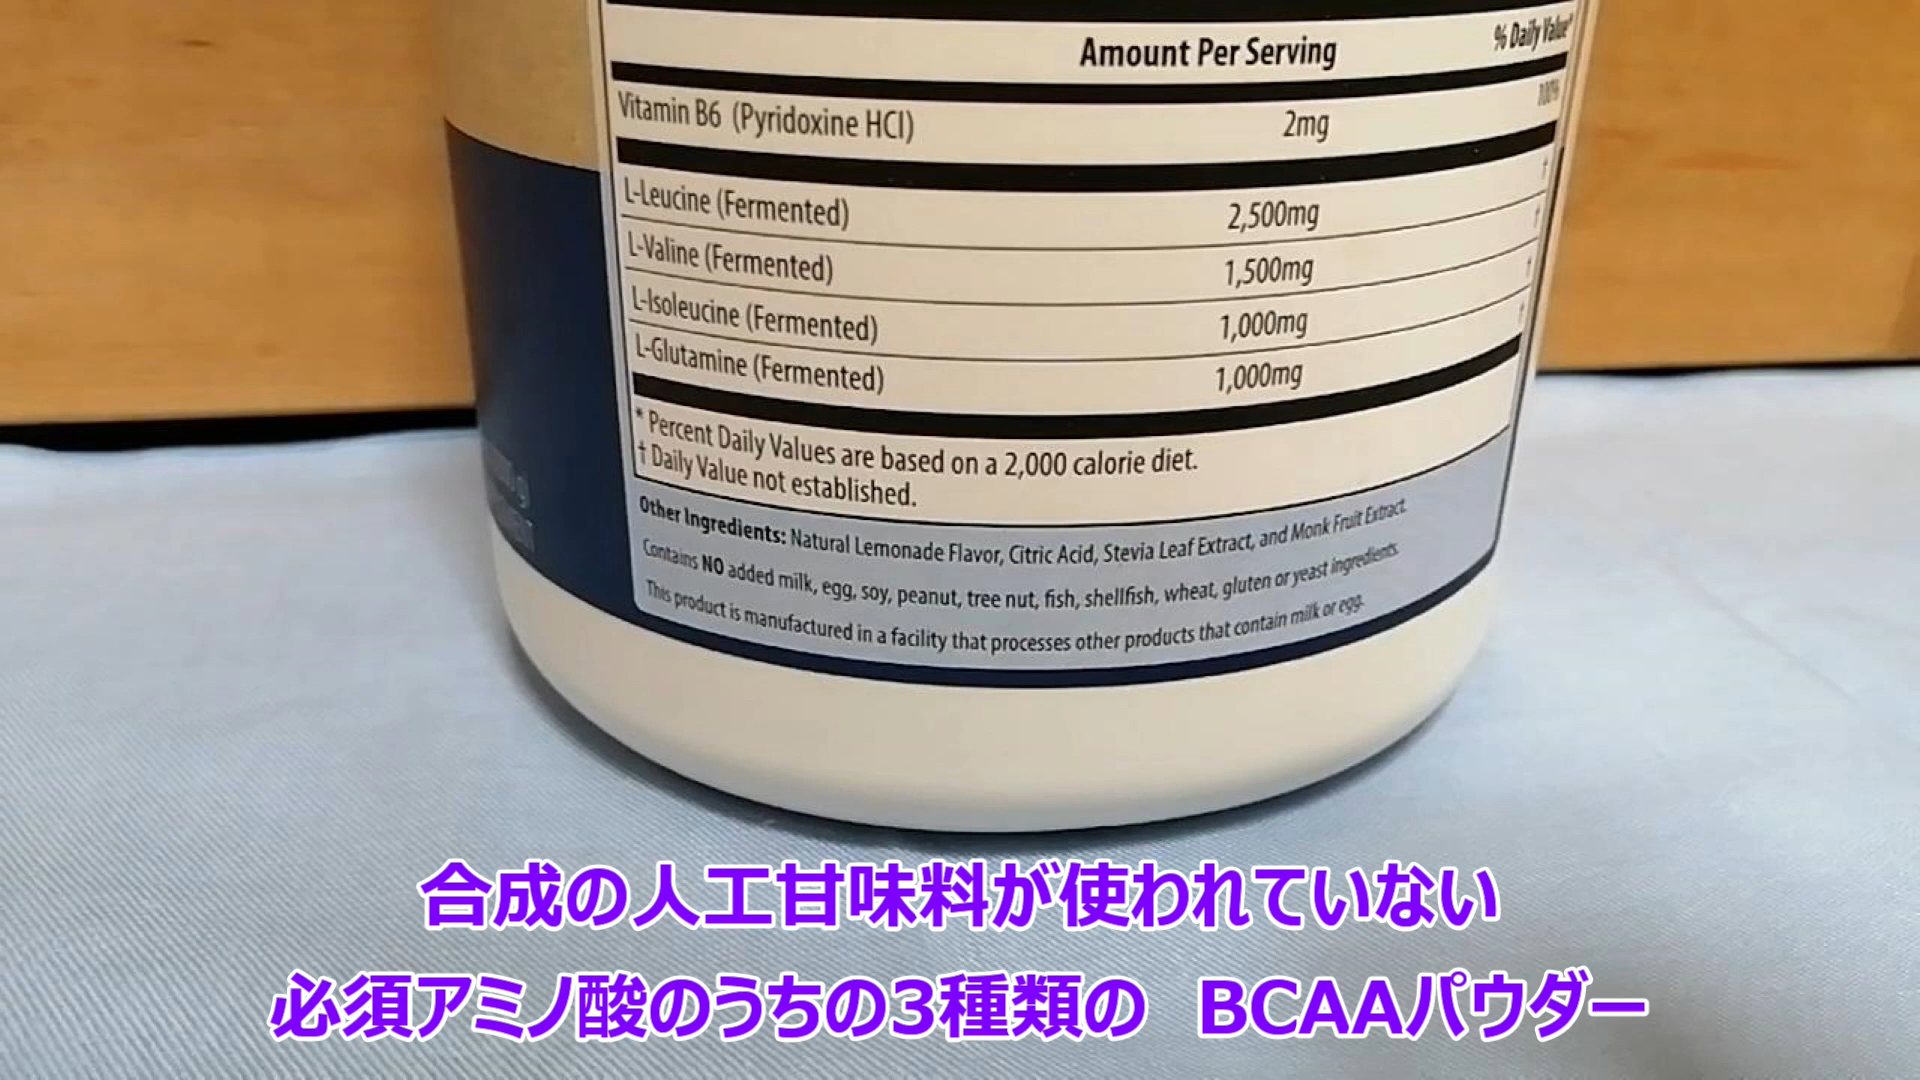 Amount Per Serving % Daily Value*
Vitamin B6 (Pyridoxine HCl) 2mg 100%
L-Leucine (Fermented) 2,500mg †
L-Valine (Fermented) 1,500mg †
L-Isoleucine (Fermented) 1,000mg †
L-Glutamine (Fermented) 1,000mg †
* Percent Daily Values are based on a 2,000 calorie diet.
† Daily Value not established.
Other Ingredients: Natural Lemonade Flavor, Citric Acid, Stevia Leaf Extract, and Monk Fruit Extract.
Contains NO added milk, egg, soy, peanut, tree nut, fish, shellfish, wheat, gluten or yeast ingredients.
This product is manufactured in a facility that processes other products that contain milk or egg.
合成の人工甘味料が使われていない
必須アミノ酸のうちの3種類の BCAAパウダー